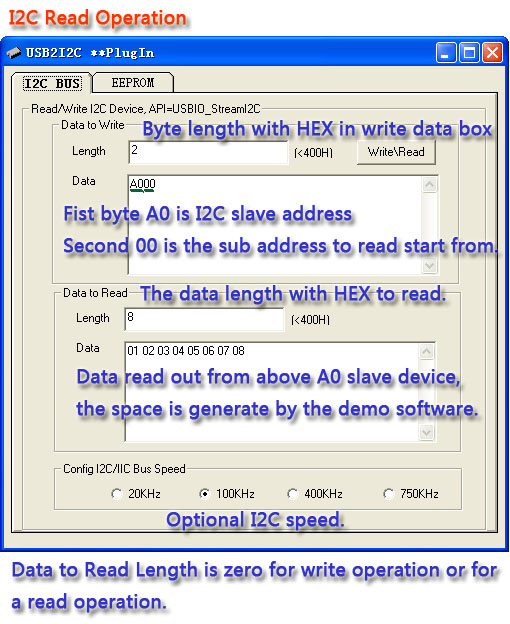 I2C Read Operation
USB2I2C **PlugIn
I2C BUS
EEPROM
Read/Write I2C Device, API=USBIO_StreamI2C
Data to Write
Byte length with HEX in write data box
Length
2
(<400H)
Write\Read
Data
A000
Fist byte A0 is I2C slave address
Second 00 is the sub address to read start from.
Data to Read
The data length with HEX to read.
Length
8
(<400H)
Data
01 02 03 04 05 06 07 08
Data read out from above A0 slave device,
the space is generate by the demo software.
Config I2C/IIC Bus Speed
20KHz
100KHz
400KHz
750KHz
Optional I2C speed.
Data to Read Length is zero for write operation or for
a read operation.